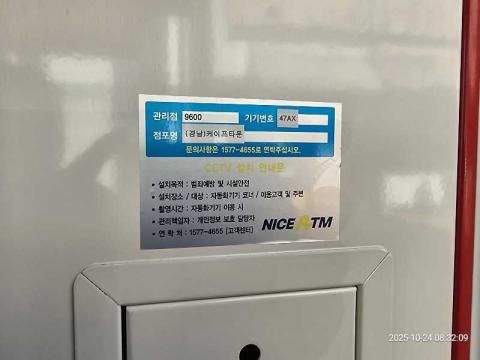 관리점 9600 기기번호 47AX
점포명 (경남)케이프타운
문의사항은 1577-4655로 연락주십시오.
CCTV 설치 안내문
• 설치목적 : 범죄예방 및 시설안전
• 설치장소 / 대상 : 자동화기기 코너 / 이용고객 및 주변
• 촬영시간 : 자동화기기 이용 시
• 관리책임자 : 개인정보 보호 담당자
• 연 락 처 : 1577-4655 [고객센터]
NICE ATM
2025-10-24 08:32:09